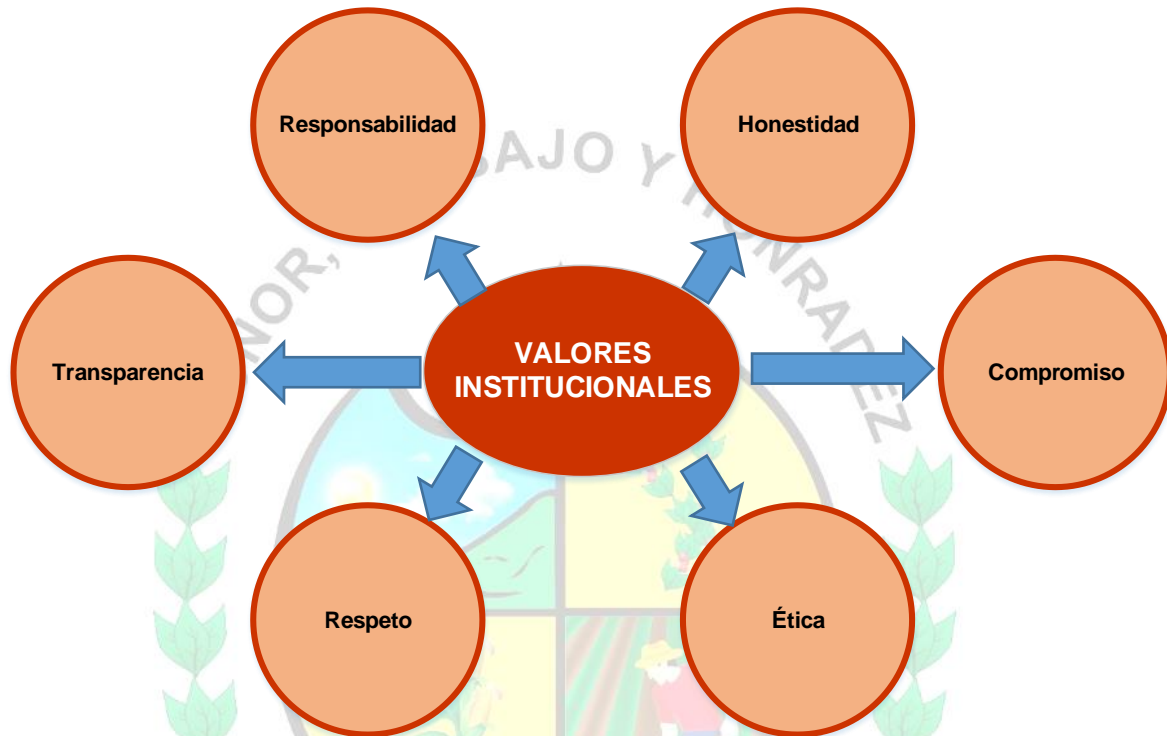 Responsabilidad
Honestidad
Transparencia
VALORES
INSTITUCIONALES
Compromiso
Respeto
Ética